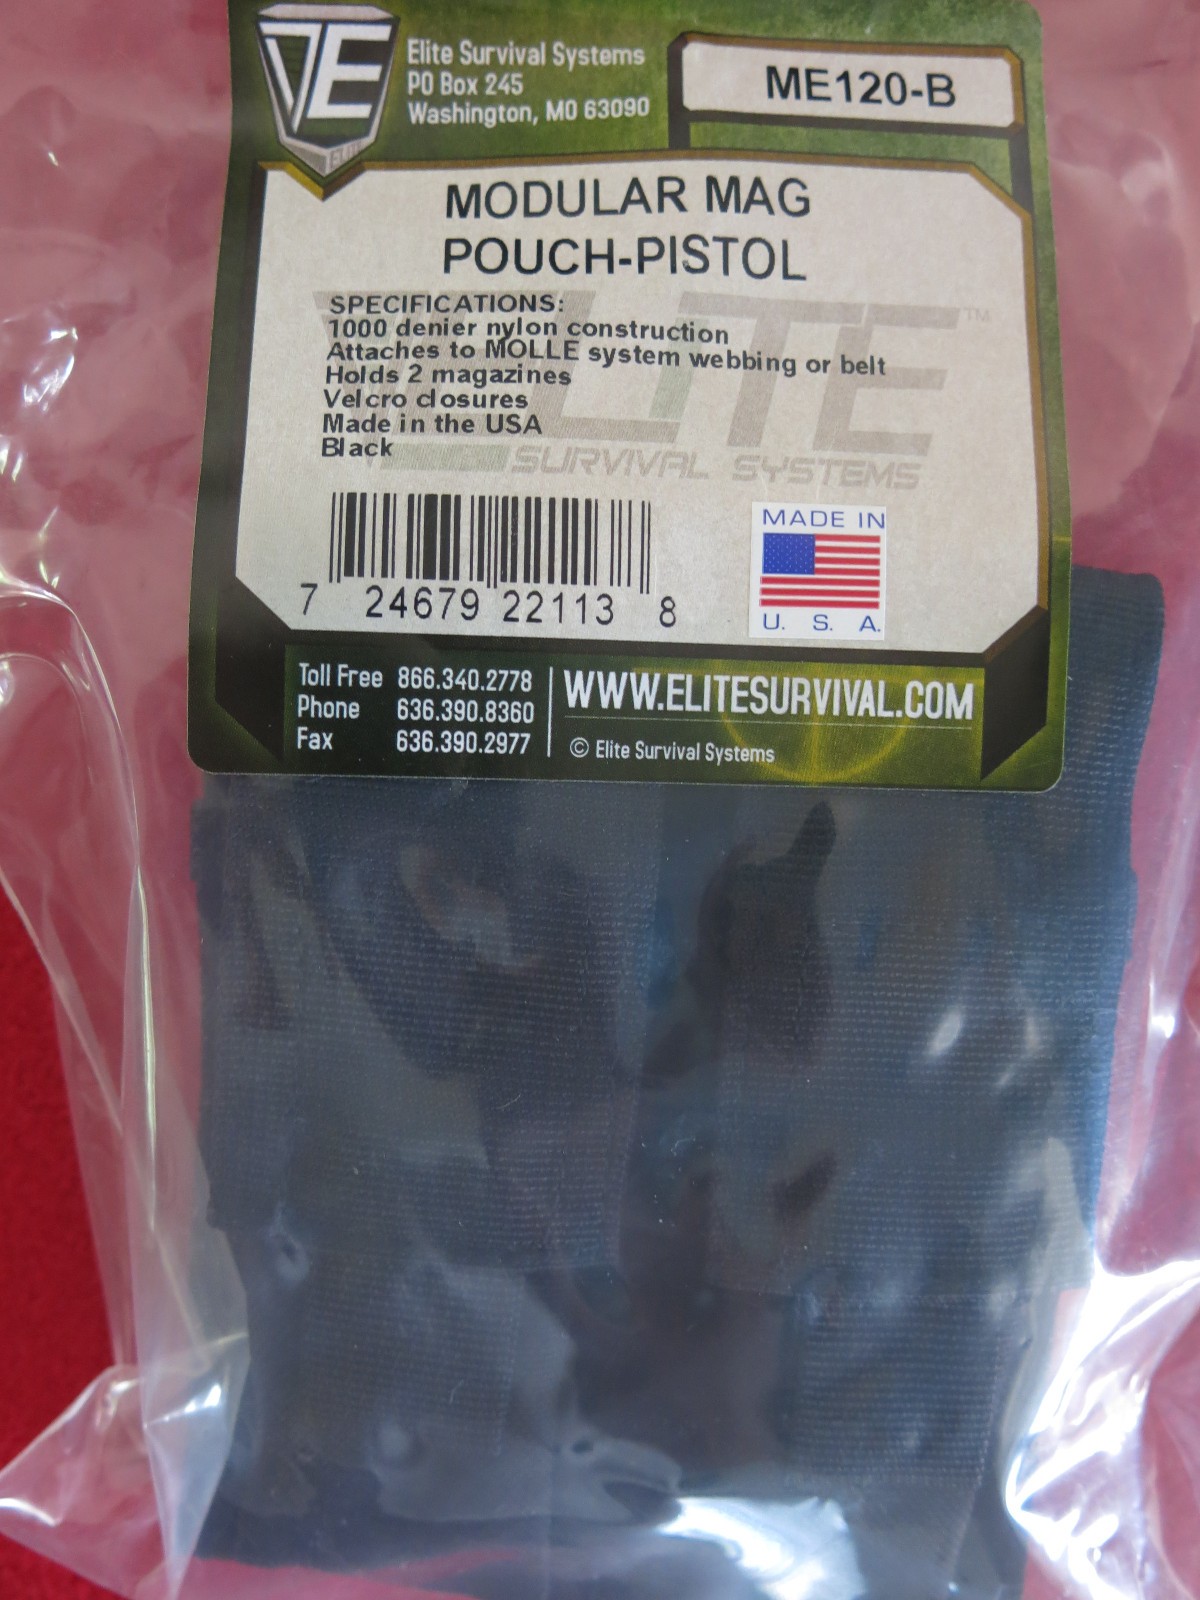 Elite Survival Systems
PO Box 245
Washington, MO 63090
ME120-B
ELITE
MODULAR MAG
POUCH-PISTOL
SPECIFICATIONS:
1000 denier nylon construction
Attaches to MOLLE system webbing or belt
Holds 2 magazines
Velcro closures
Made in the USA
Black
ELITE™
SURVIVAL SYSTEMS
7 24679 22113 8
MADE IN
U. S. A.
Toll Free 866.340.2778
Phone 636.390.8360
Fax 636.390.2977
WWW.ELITESURVIVAL.COM
© Elite Survival Systems